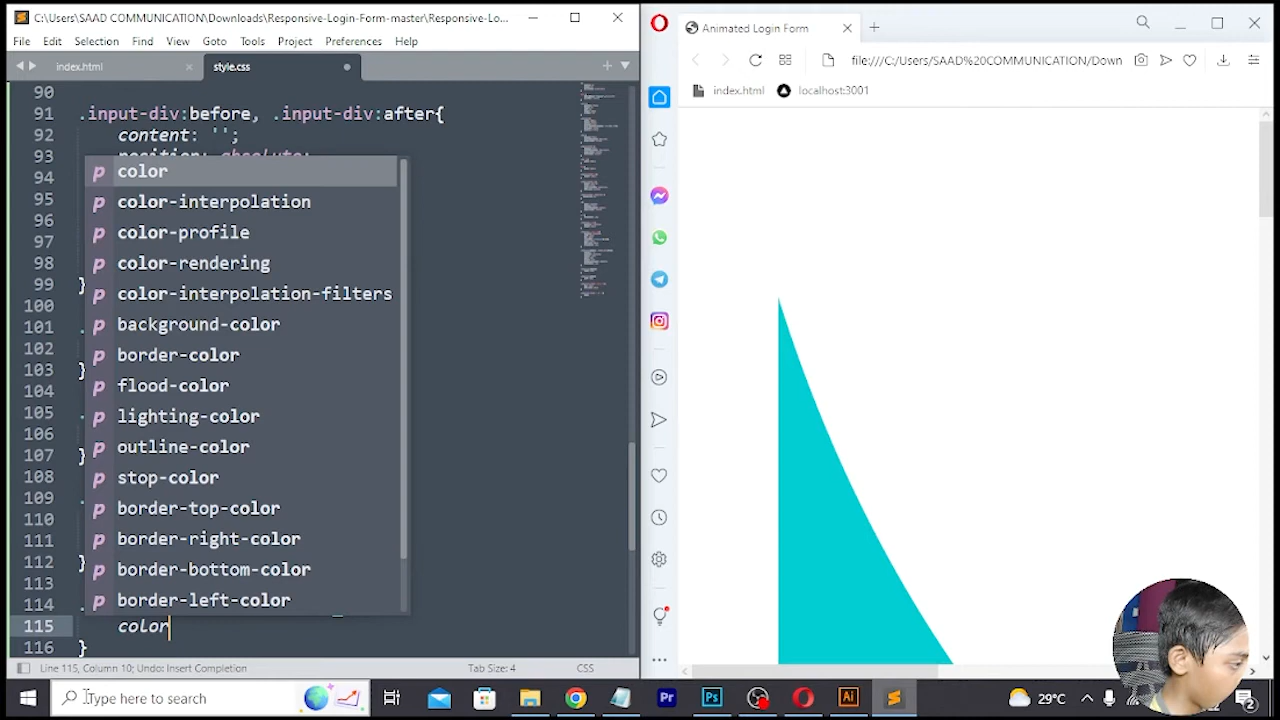 C:\Users\SAAD COMMUNICATION\Downloads\Responsive-Login-Form-master\Responsive-Lo...
File Edit Selection Find View Goto Tools Project Preferences Help
index.html
style.css
90
91 .input-div:before, .input-div:after{
92 content: '';
93 position: absolute;
94
95
96
97
98
99 }
100
101
102
103 }
104
105
106
107 }
108
109
110
111
112 }
113
114
115 color
116 }
p color
p color-interpolation
p color-profile
p color-rendering
p color-interpolation-filters
p background-color
p border-color
p flood-color
p lighting-color
p outline-color
p stop-color
p border-top-color
p border-right-color
p border-bottom-color
p border-left-color
Line 115, Column 10; Undo: Insert Completion
Tab Size: 4
CSS
Animated Login Form
file:///C:/Users/SAAD%20COMMUNICATION/Down
index.html
localhost:3001
Type here to search
Pr
Ps
Ai
29°C
2